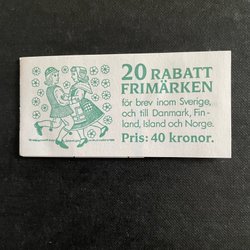 20 RABATT
FRIMÄRKEN
för brev inom Sverige,
och till Danmark, Fin-
land, Island och Norge.
Pris: 40 kronor.